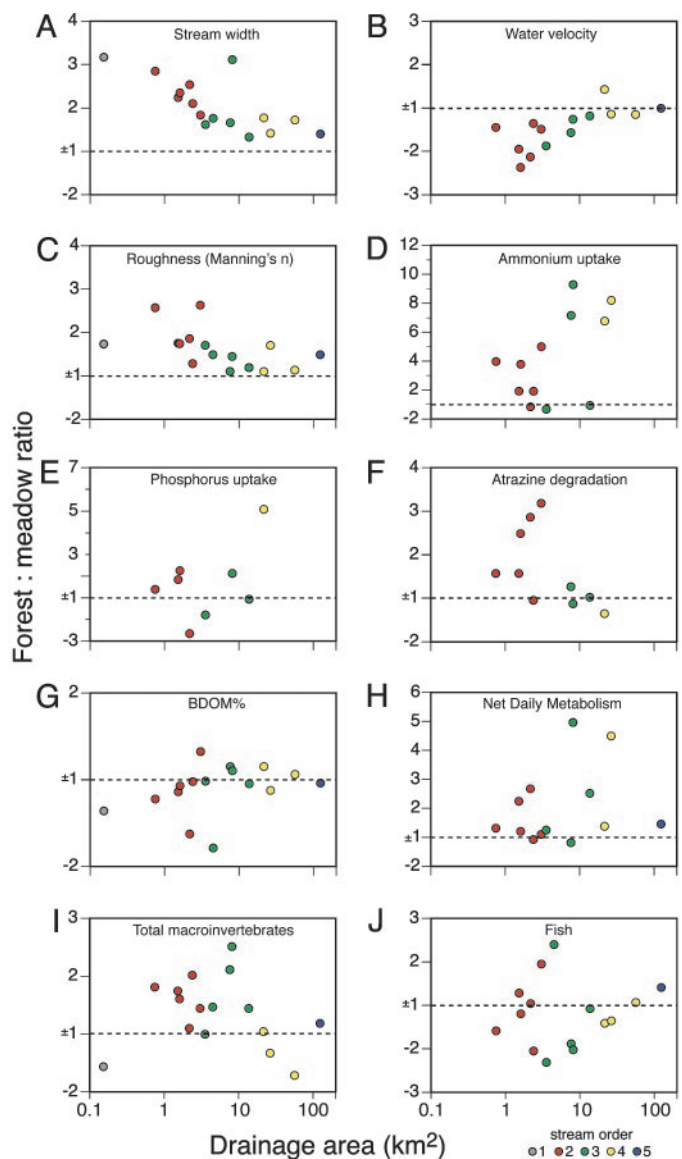 A
Stream width
4
3
2
±1
-2
B
Water velocity
3
2
±1
-2
-3
C
Roughness (Manning's n)
4
3
2
±1
-2
D
Ammonium uptake
12
10
8
6
4
2
-2
E
Phosphorus uptake
7
5
3
±1
-3
F
Atrazine degradation
4
3
2
±1
-2
G
BDOM%
2
±1
-2
H
Net Daily Metabolism
6
5
4
3
2
±1
-2
I
Total macroinvertebrates
3
2
±1
-2
J
Fish
3
2
±1
-2
-3
Forest : meadow ratio
0.1 1 10 100
0.1 1 10 100
Drainage area (km²)
stream order
1 2 3 4 5